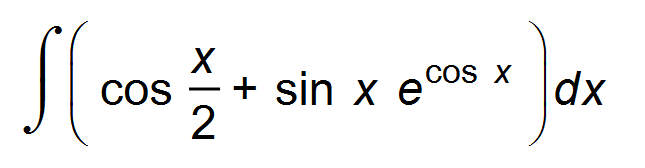 ∫( cos x/2 + sin x e^(cos x) ) dx